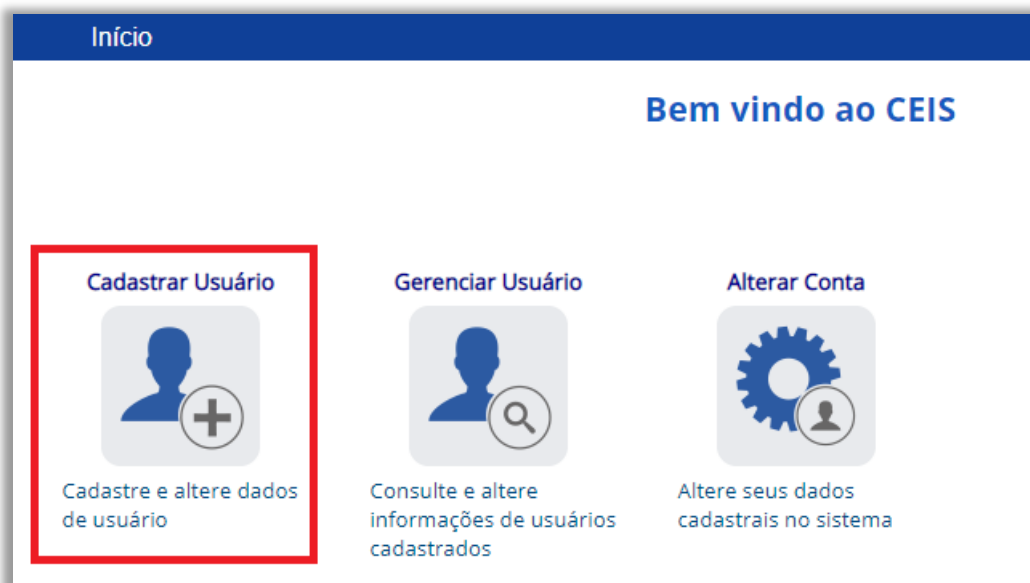 Início
Bem vindo ao CEIS
Cadastrar Usuário
Cadastre e altere dados
de usuário
Gerenciar Usuário
Consulte e altere
informações de usuários
cadastrados
Alterar Conta
Altere seus dados
cadastrais no sistema